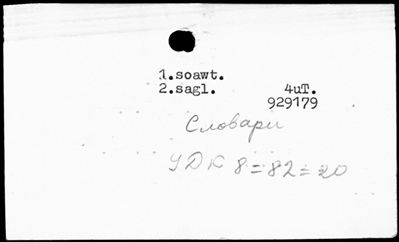 1.soawt.
2.sagl. 4uT.
929179
Словари
УДК 8=82=20